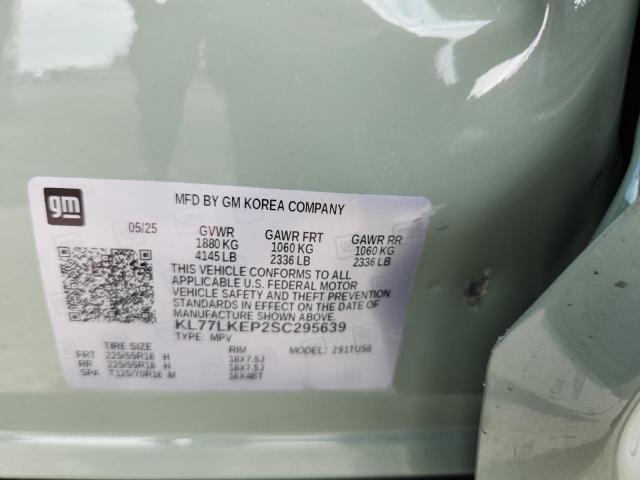 gm
MFD BY GM KOREA COMPANY
05/25 GVWR GAWR FRT GAWR RR
1880 KG 1060 KG 1060 KG
4145 LB 2336 LB 2336 LB
THIS VEHICLE CONFORMS TO ALL
APPLICABLE U.S. FEDERAL MOTOR
VEHICLE SAFETY AND THEFT PREVENTION
STANDARDS IN EFFECT ON THE DATE OF
MANUFACTURE SHOWN ABOVE.
KL77LKEP2SC295639
TYPE: MPV
TIRE SIZE RIM MODEL: 291TU58
FRT 225/55R18 H 18X7.5J
RR 225/55R18 H 18X7.5J
SPA T125/70R16 M 16X4BT